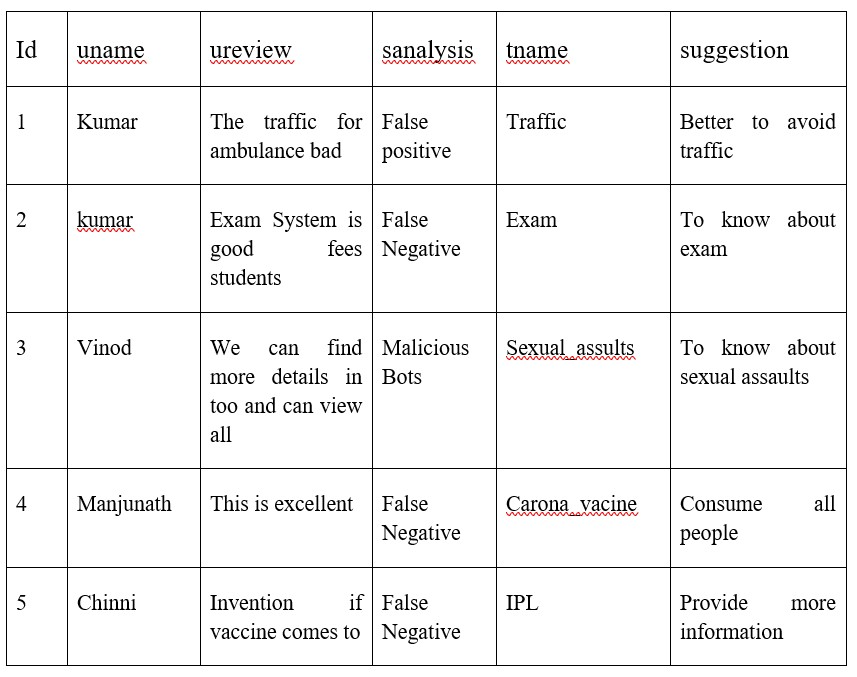 Id uname ureview sanalysis tname suggestion
1 Kumar The traffic for False Traffic Better to avoid
ambulance bad positive traffic
2 kumar Exam System is False Exam To know about
good fees Negative exam
students
3 Vinod We can find Malicious Sexual_assults To know about
more details in Bots sexual assaults
too and can view
all
4 Manjunath This is excellent False Carona_vacine Consume all
Negative people
5 Chinni Invention if False IPL Provide more
vaccine comes to Negative information